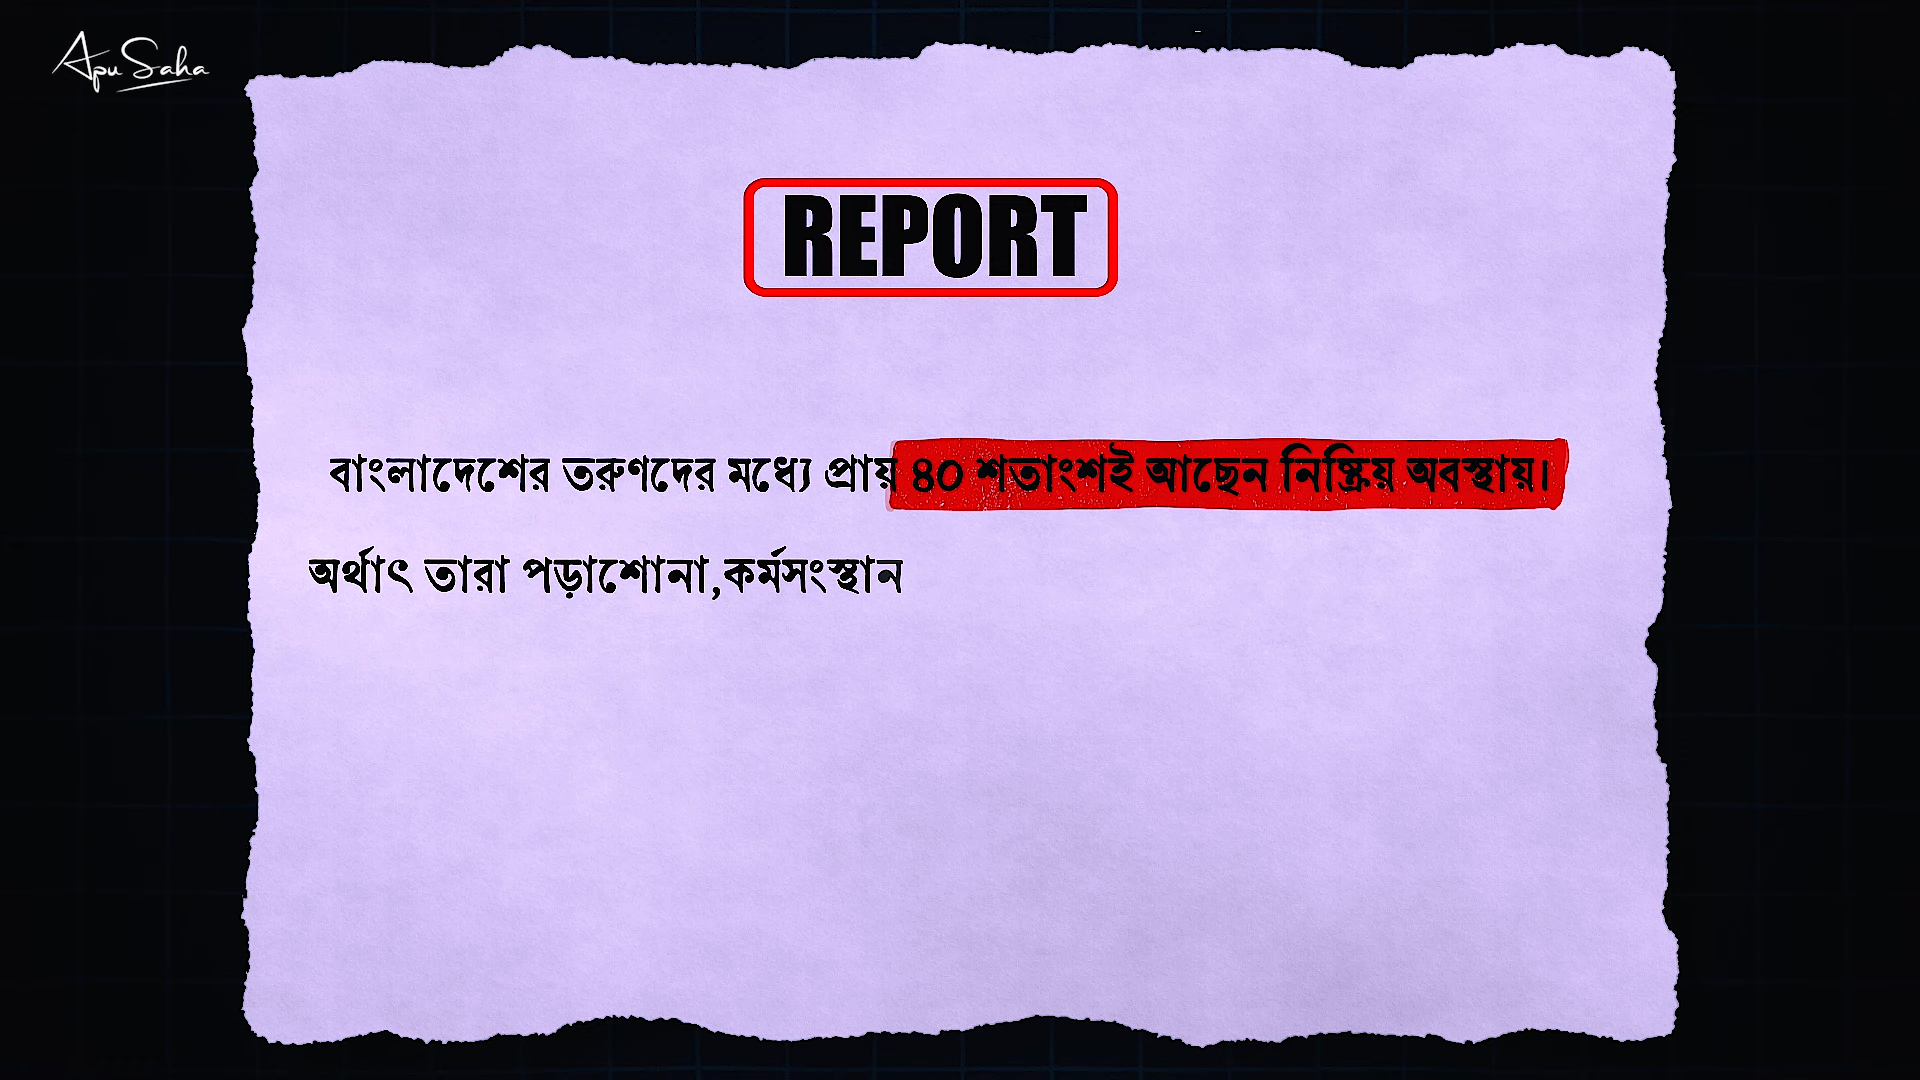 Apu Saha
REPORT
বাংলাদেশের তরুণদের মধ্যে প্রায় ৪০ শতাংশই আছেন নিষ্ক্রিয় অবস্থায়।
অর্থাৎ তারা পড়াশোনা,কর্মসংস্থান